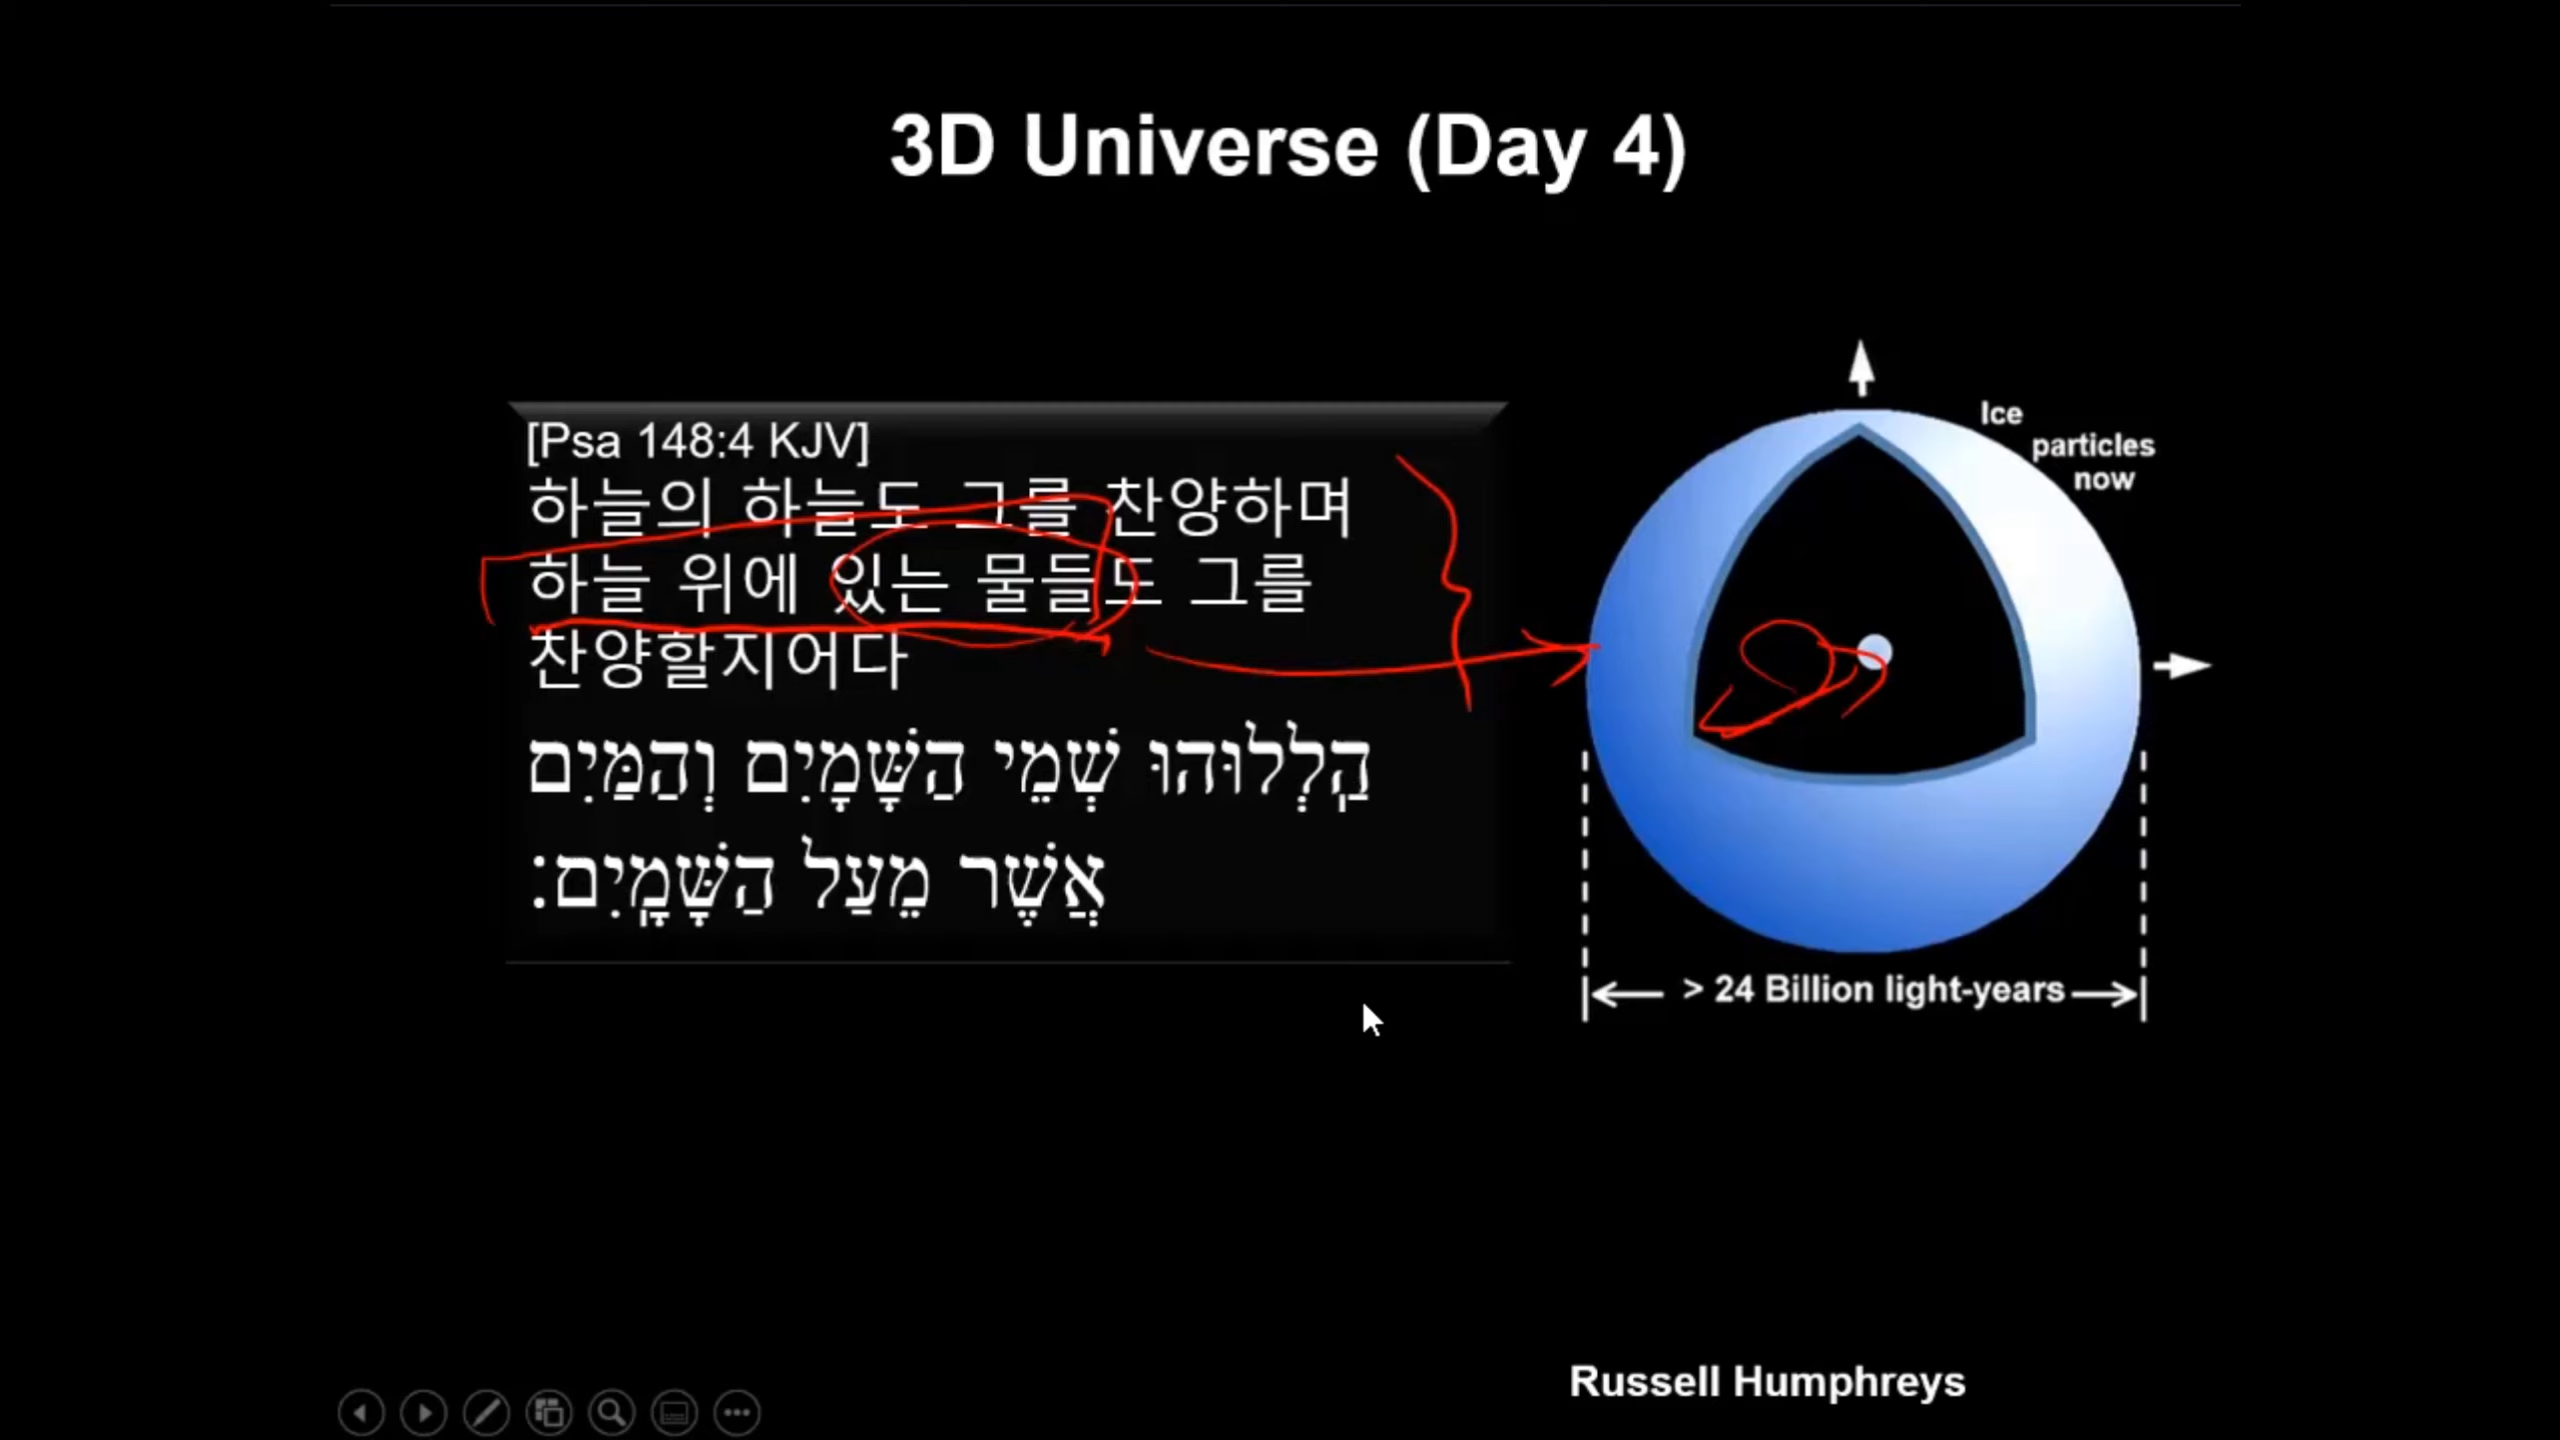 3D Universe (Day 4)
[Psa 148:4 KJV]
하늘의 하늘도 그를 찬양하며
하늘 위에 있는 물들도 그를
찬양할지어다
הַֽלְלוּהוּ שְׁמֵי הַשָּׁמָיִם וְהַמַּיִם
אֲשֶׁר מֵעַל הַשָּׁמָֽיִם׃
Ice
particles
now
> 24 Billion light-years
Russell Humphreys